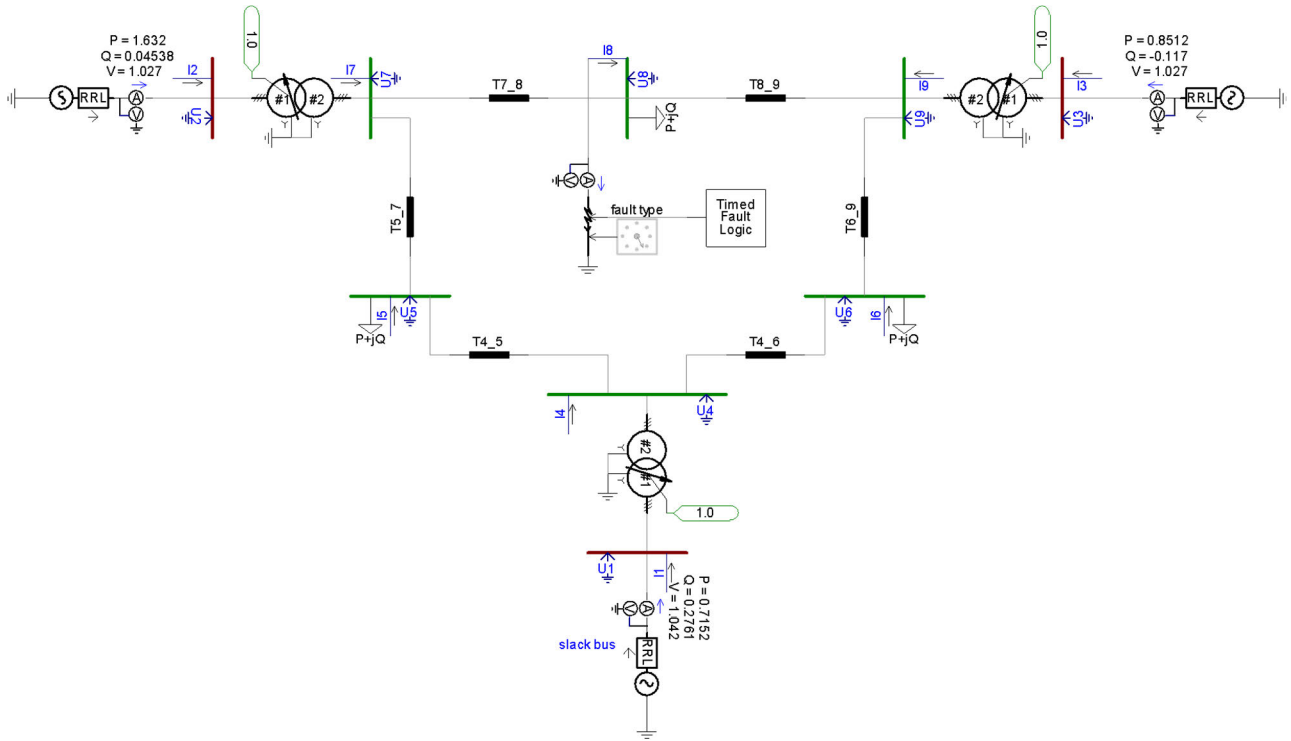 P = 1.632
Q = 0.04538
V = 1.027
I2
1.0
I7
U7
I8
U8
1.0
P = 0.8512
Q = -0.117
V = 1.027
I9
I3
RRL
A
V
U2
#1
#2
Y
Y
T7_8
P+jQ
T8_9
U9
#2
#1
Y
Y
U3
A
V
RRL
V
A
fault type
Timed
Fault
Logic
T5_7
T6_9
I5
U5
P+jQ
U6
I6
P+jQ
T4_5
T4_6
I4
U4
#2
#1
Y
Y
1.0
U1
I1
P = 0.7152
Q = 0.2761
V = 1.042
V
A
slack bus
RRL